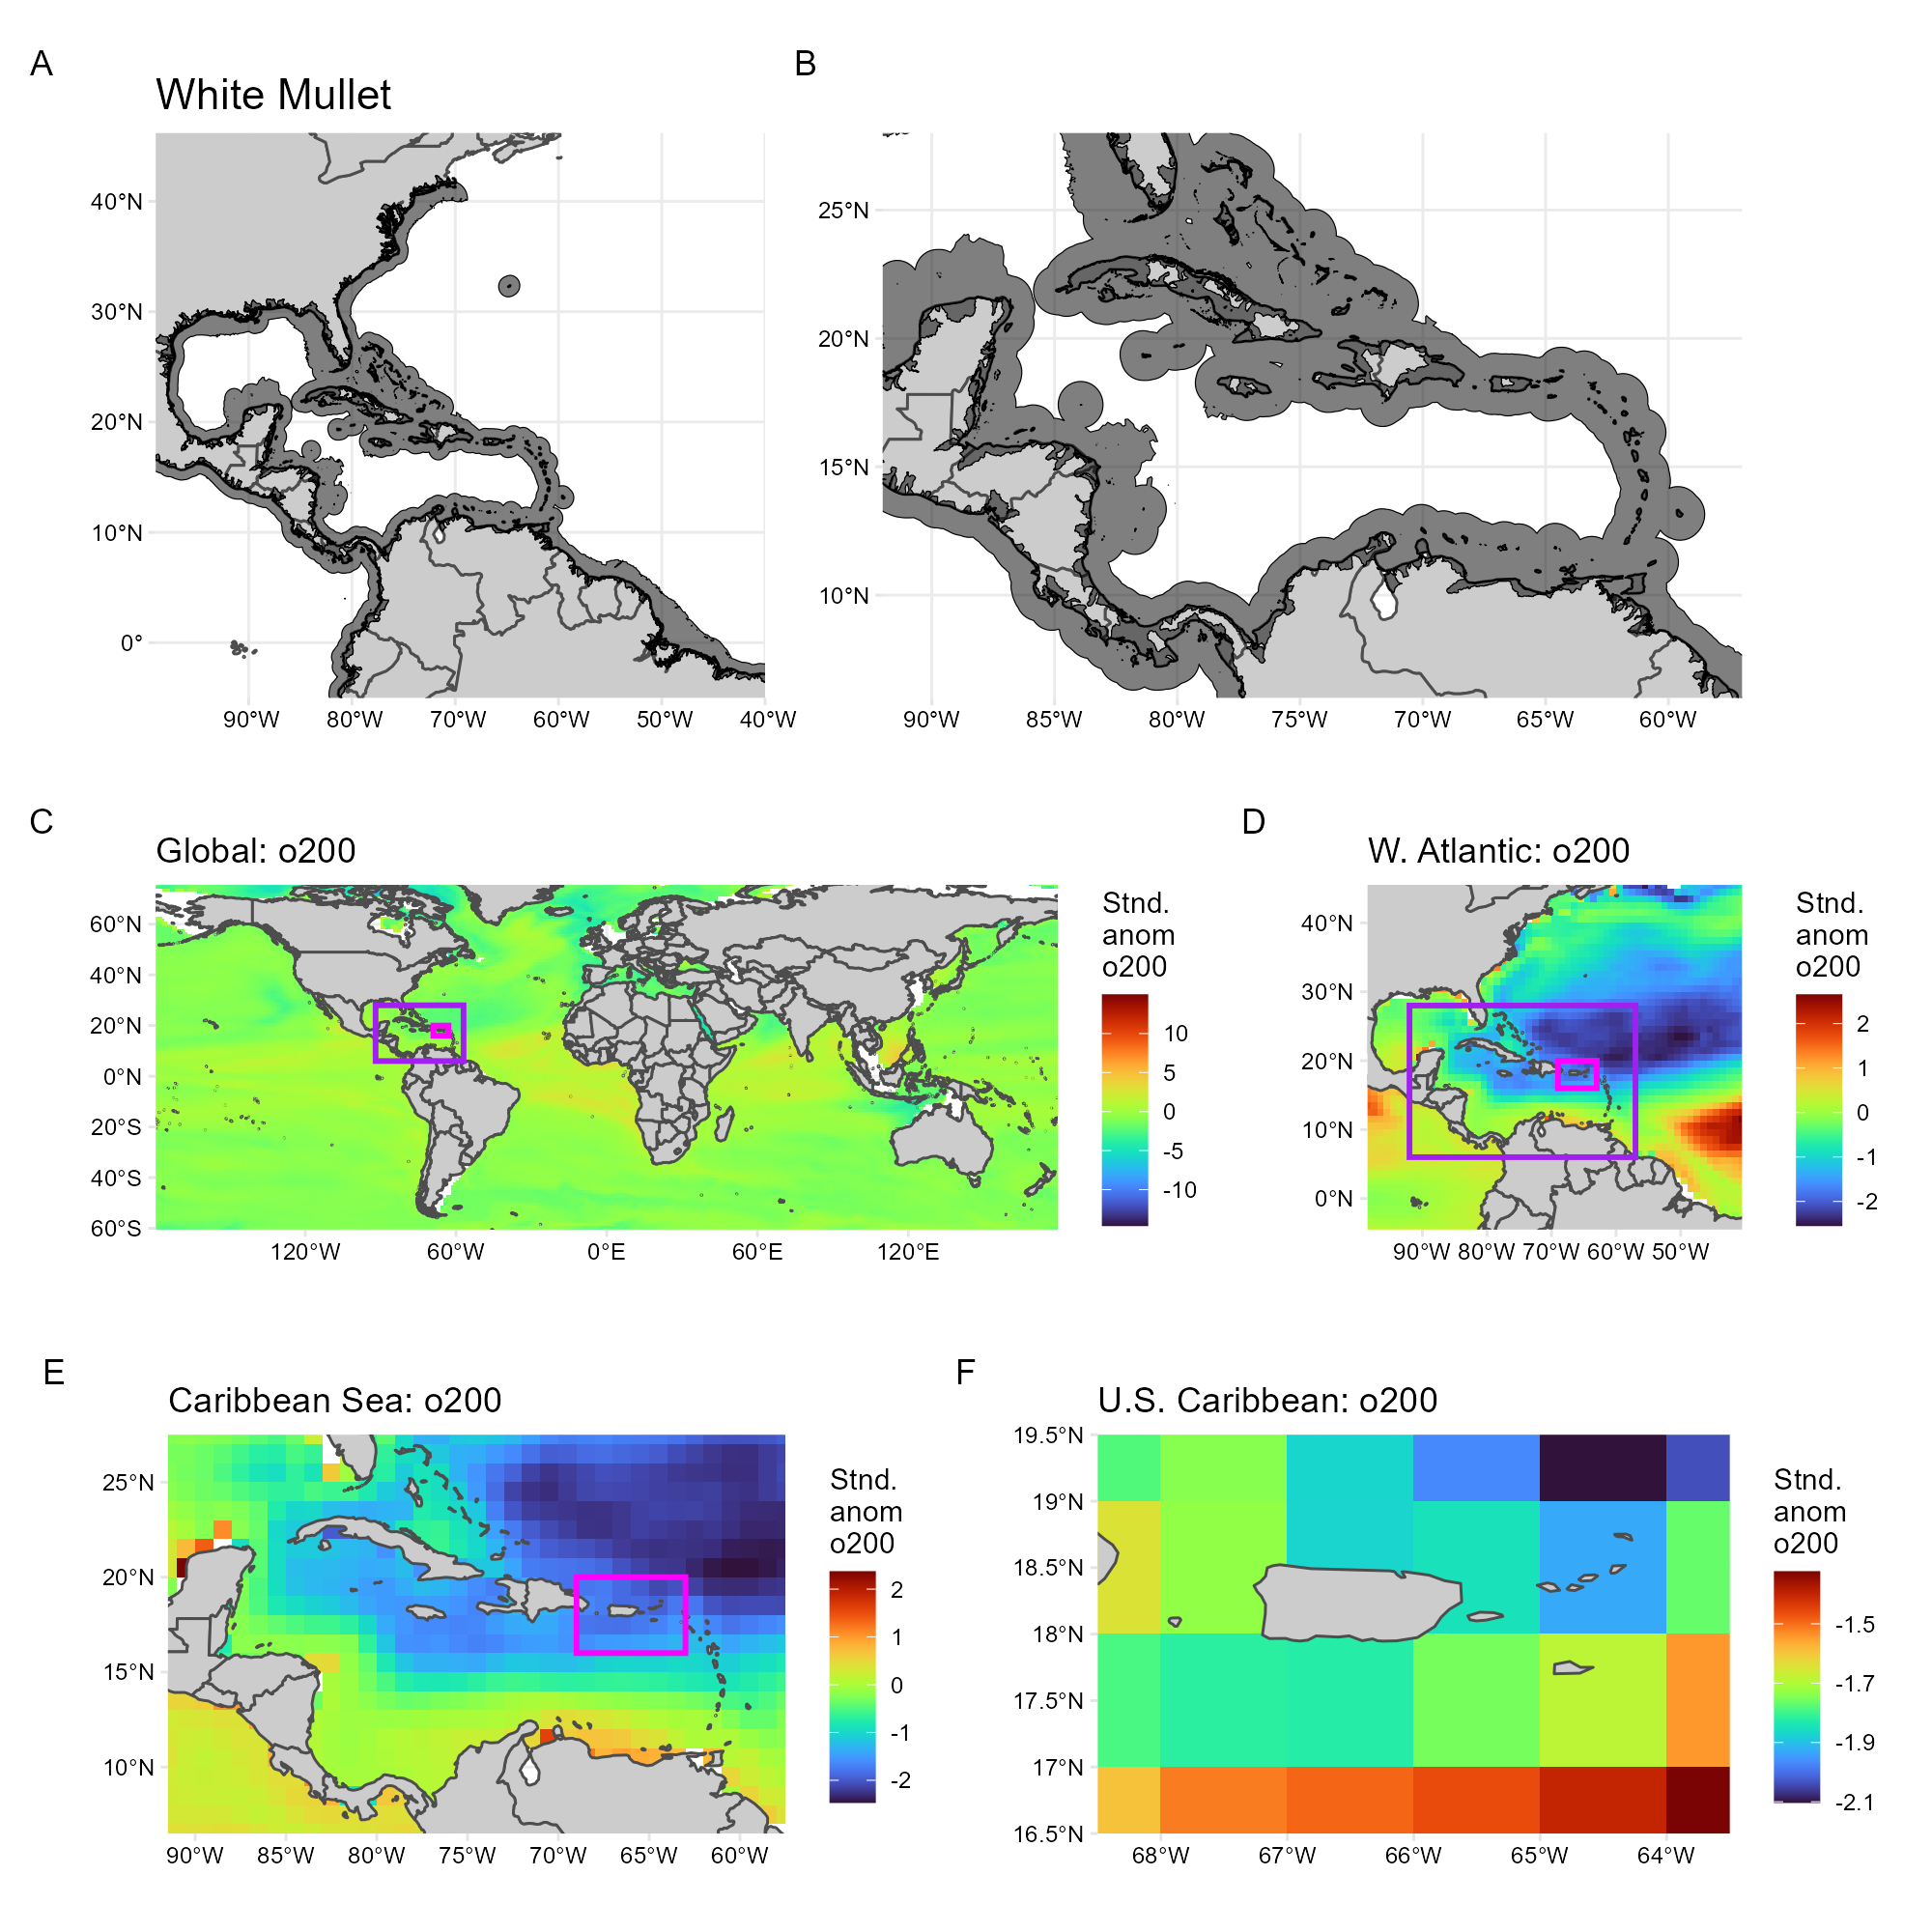 A
White Mullet
40°N
30°N
20°N
10°N
0°
90°W 80°W 70°W 60°W 50°W 40°W
B
25°N
20°N
15°N
10°N
90°W 85°W 80°W 75°W 70°W 65°W 60°W
C
Global: o200
60°N
40°N
20°N
0°N
20°S
40°S
60°S
120°W 60°W 0°E 60°E 120°E
Stnd.
anom
o200
10
5
0
-5
-10
D
W. Atlantic: o200
40°N
30°N
20°N
10°N
0°N
90°W 80°W 70°W 60°W 50°W
Stnd.
anom
o200
2
1
0
-1
-2
E
Caribbean Sea: o200
25°N
20°N
15°N
10°N
90°W 85°W 80°W 75°W 70°W 65°W 60°W
Stnd.
anom
o200
2
1
0
-1
-2
F
U.S. Caribbean: o200
19.5°N
19°N
18.5°N
18°N
17.5°N
17°N
16.5°N
68°W 67°W 66°W 65°W 64°W
Stnd.
anom
o200
-1.5
-1.7
-1.9
-2.1